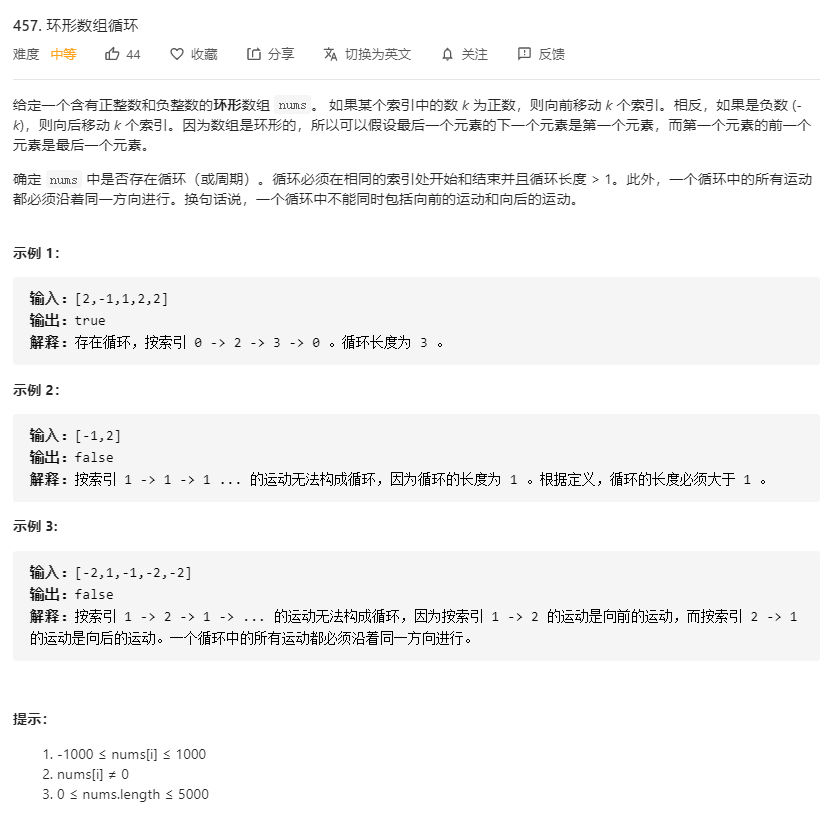 457. 环形数组循环
难度 中等 44 收藏 分享 切换为英文 关注 反馈
给定一个含有正整数和负整数的环形数组 nums 。 如果某个索引中的数 k 为正数，则向前移动 k 个索引。相反，如果是负数 (-
k)，则向后移动 k 个索引。因为数组是环形的，所以可以假设最后一个元素的下一个元素是第一个元素，而第一个元素的前一个
元素是最后一个元素。
确定 nums 中是否存在循环（或周期）。循环必须在相同的索引处开始和结束并且循环长度 > 1。此外，一个循环中的所有运动
都必须沿着同一方向进行。换句话说，一个循环中不能同时包括向前的运动和向后的运动。
示例 1：
输入：[2,-1,1,2,2]
输出：true
解释：存在循环，按索引 0 -> 2 -> 3 -> 0 。循环长度为 3 。
示例 2：
输入：[-1,2]
输出：false
解释：按索引 1 -> 1 -> 1 ... 的运动无法构成循环，因为循环的长度为 1 。根据定义，循环的长度必须大于 1 。
示例 3:
输入：[-2,1,-1,-2,-2]
输出：false
解释：按索引 1 -> 2 -> 1 -> ... 的运动无法构成循环，因为按索引 1 -> 2 的运动是向前的运动，而按索引 2 -> 1
的运动是向后的运动。一个循环中的所有运动都必须沿着同一方向进行。
提示：
1. -1000 ≤ nums[i] ≤ 1000
2. nums[i] ≠ 0
3. 0 ≤ nums.length ≤ 5000